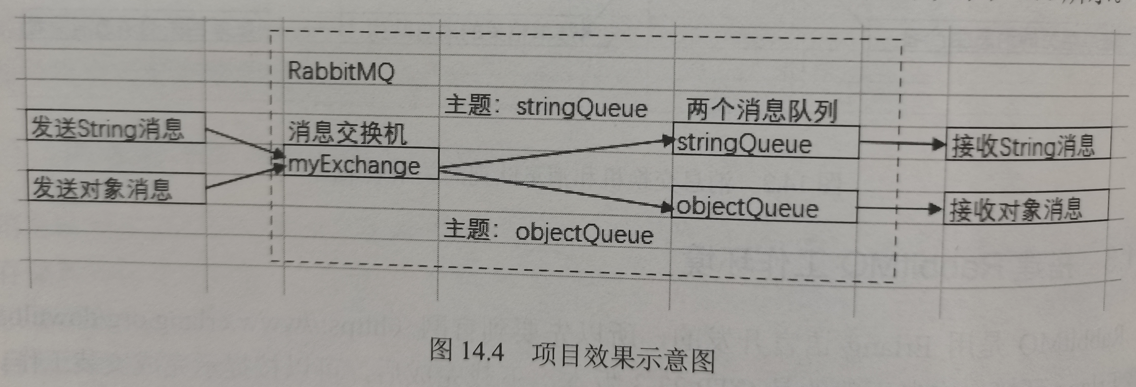 RabbitMQ
主题：stringQueue
两个消息队列
发送String消息
消息交换机
stringQueue
接收String消息
myExchange
发送对象消息
objectQueue
接收对象消息
主题：objectQueue
图 14.4 项目效果示意图